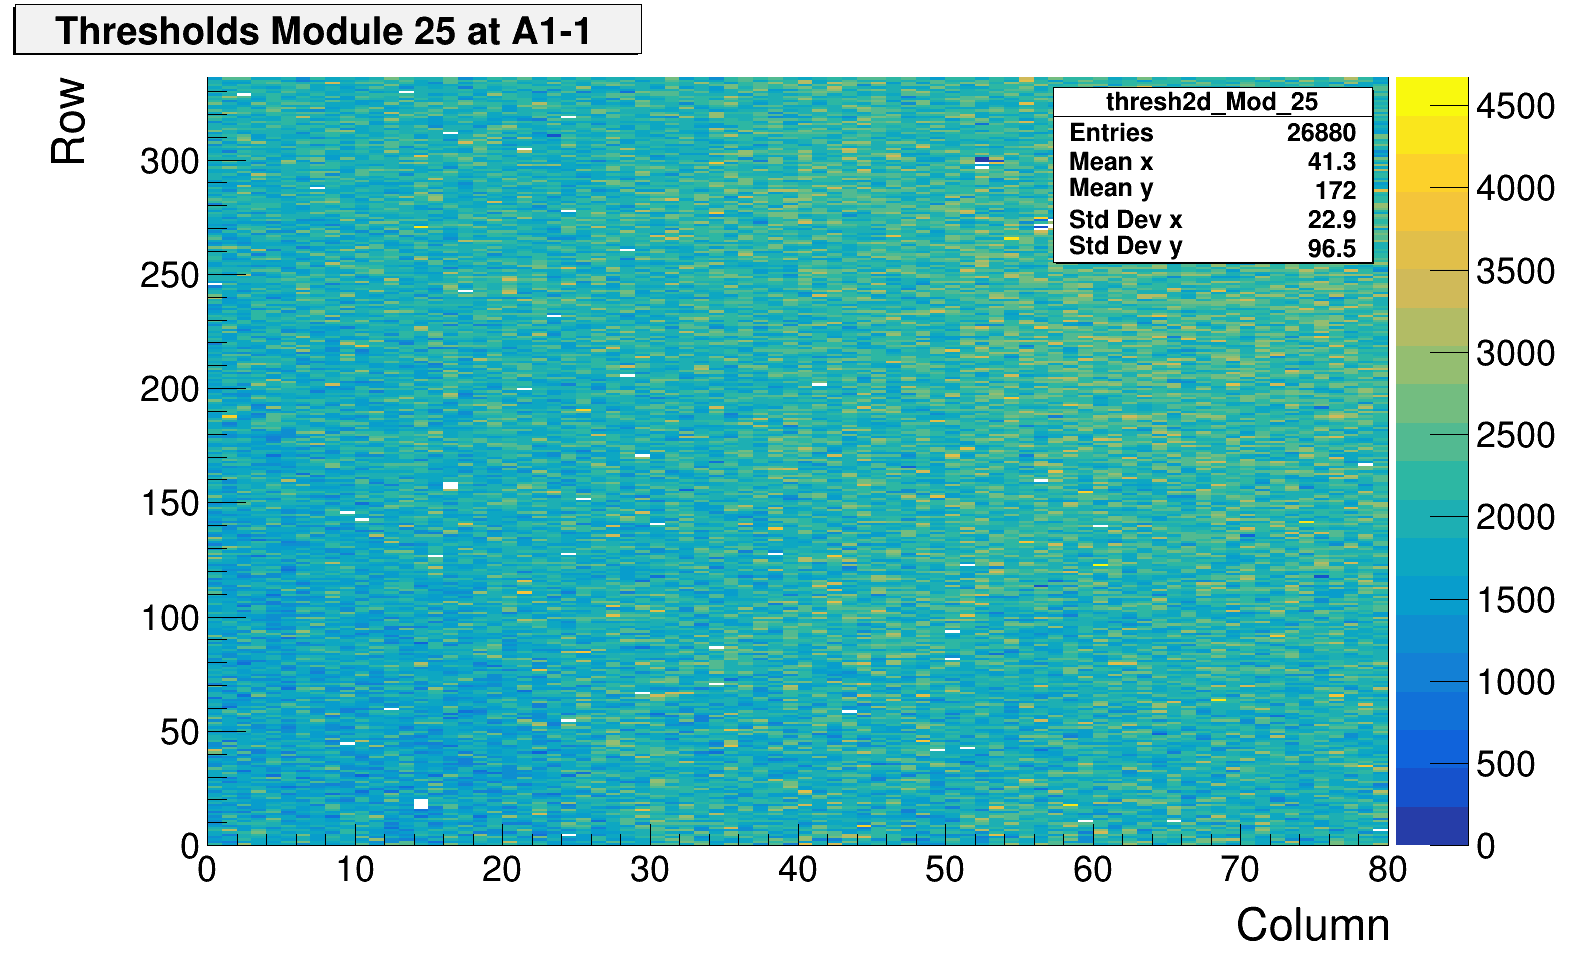 Thresholds Module 25 at A1-1
Row
thresh2d_Mod_25
Entries 26880
Mean x 41.3
Mean y 172
Std Dev x 22.9
Std Dev y 96.5
300
250
200
150
100
50
0
0 10 20 30 40 50 60 70 80
Column
4500
4000
3500
3000
2500
2000
1500
1000
500
0